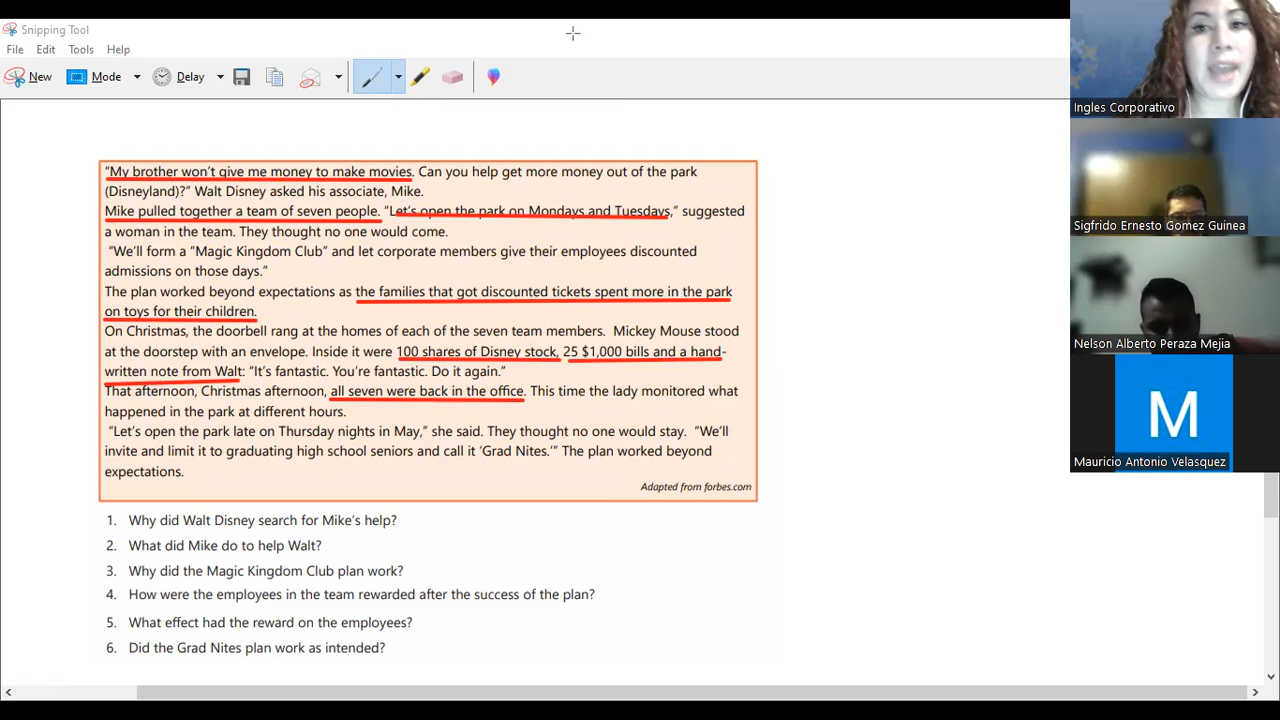 Snipping Tool
File Edit Tools Help
New Mode Delay
"My brother won't give me money to make movies. Can you help get more money out of the park
(Disneyland)?" Walt Disney asked his associate, Mike.
Mike pulled together a team of seven people. "Let's open the park on Mondays and Tuesdays," suggested
a woman in the team. They thought no one would come.
"We'll form a "Magic Kingdom Club" and let corporate members give their employees discounted
admissions on those days."
The plan worked beyond expectations as the families that got discounted tickets spent more in the park
on toys for their children.
On Christmas, the doorbell rang at the homes of each of the seven team members. Mickey Mouse stood
at the doorstep with an envelope. Inside it were 100 shares of Disney stock, 25 $1,000 bills and a hand-
written note from Walt: "It's fantastic. You're fantastic. Do it again."
That afternoon, Christmas afternoon, all seven were back in the office. This time the lady monitored what
happened in the park at different hours.
"Let's open the park late on Thursday nights in May," she said. They thought no one would stay. "We'll
invite and limit it to graduating high school seniors and call it 'Grad Nites.'" The plan worked beyond
expectations.
Adapted from forbes.com
1. Why did Walt Disney search for Mike's help?
2. What did Mike do to help Walt?
3. Why did the Magic Kingdom Club plan work?
4. How were the employees in the team rewarded after the success of the plan?
5. What effect had the reward on the employees?
6. Did the Grad Nites plan work as intended?
Ingles Corporativo
Sigfrido Ernesto Gomez Guinea
Nelson Alberto Peraza Mejia
M
Mauricio Antonio Velasquez